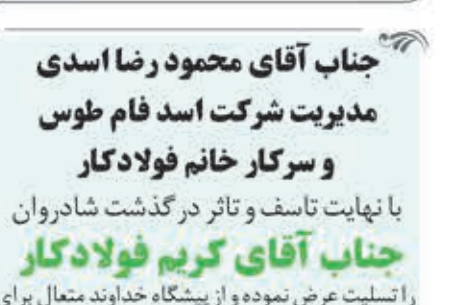 جناب آقای محمود رضا اسدی
مدیریت شرکت اسد فام طوس
و سرکار خانم فولادکار
با نهایت تاسف و تاثر درگذشت شادروان
جناب آقای کریم فولادکار
را تسلیت عرض نموده و از پیشگاه خداوند متعال برای